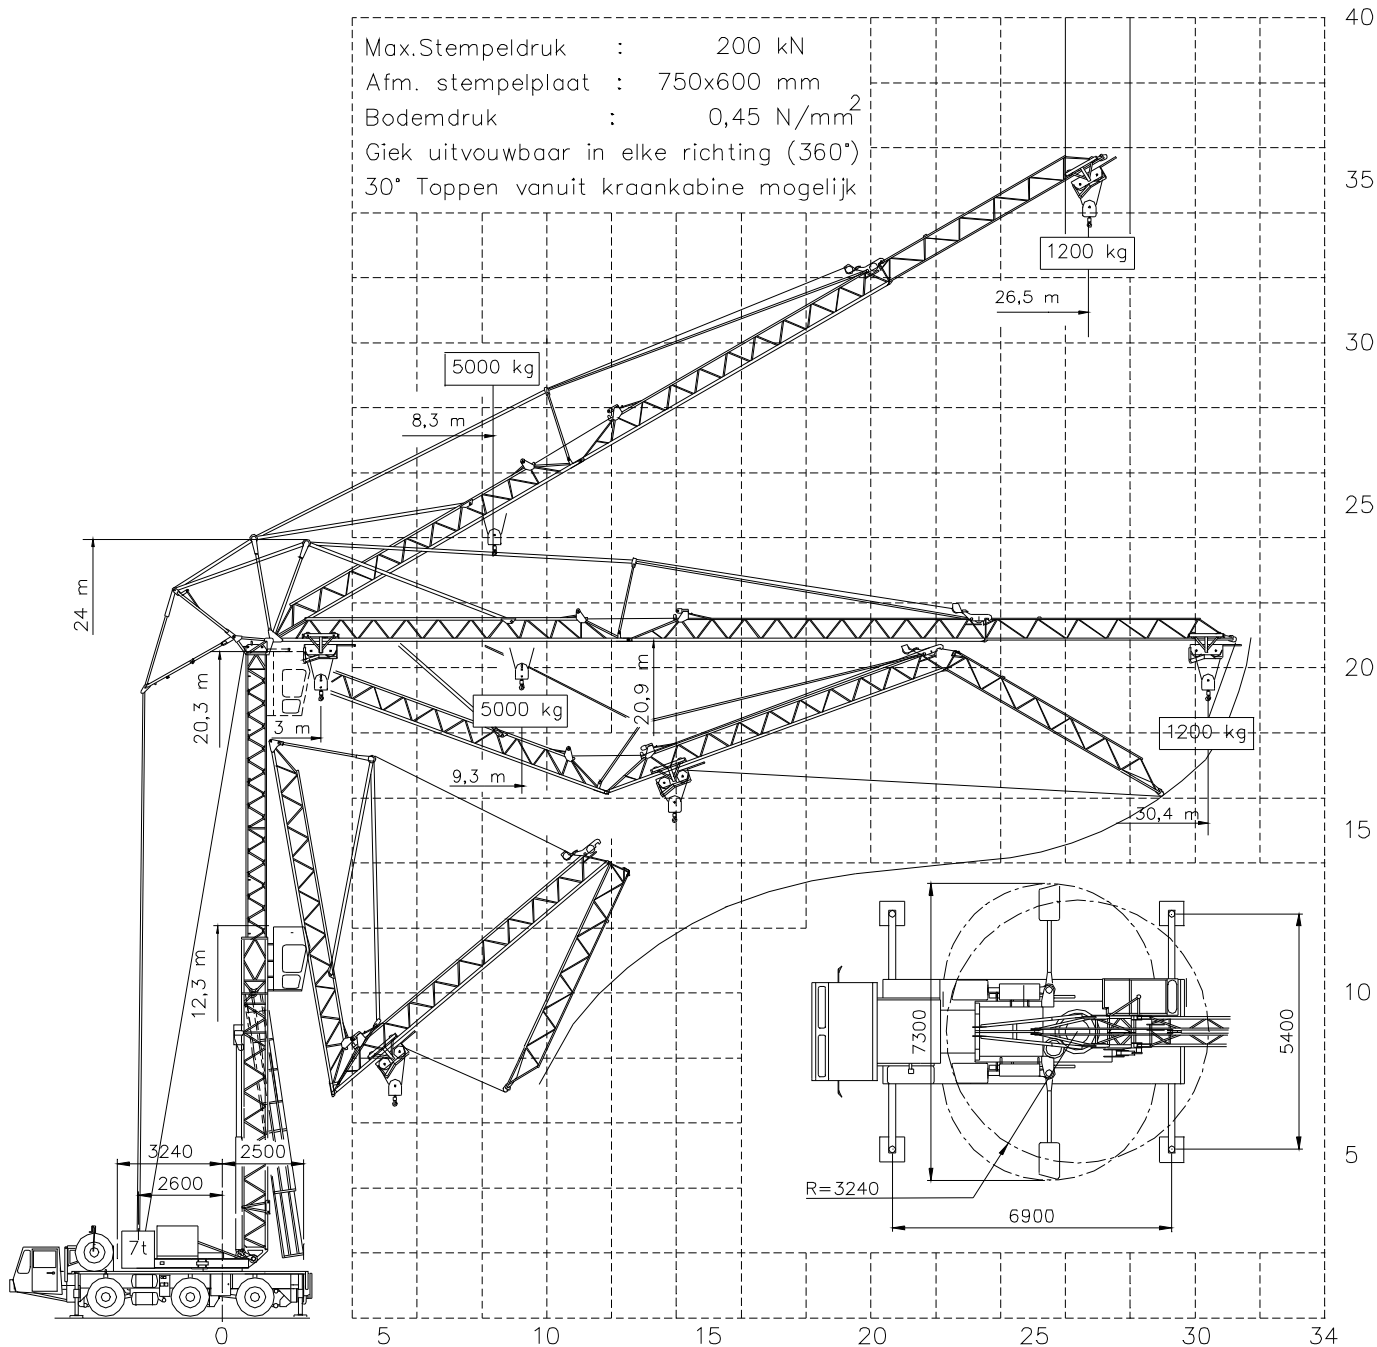 Max.Stempeldruk : 200 kN
Afm. stempelplaat : 750x600 mm
Bodemdruk : 0,45 N/mm²
Giek uitvouwbaar in elke richting (360°)
30° Toppen vanuit kraankabine mogelijk
40
35
1200 kg
26,5 m
30
5000 kg
8,3 m
25
24 m
20
20,3 m
20,9 m
5000 kg
3 m
1200 kg
9,3 m
30,4 m
15
12,3 m
10
7300
5400
3240
2500
5
2600
R=3240
6900
7t
0
5
10
15
20
25
30
34